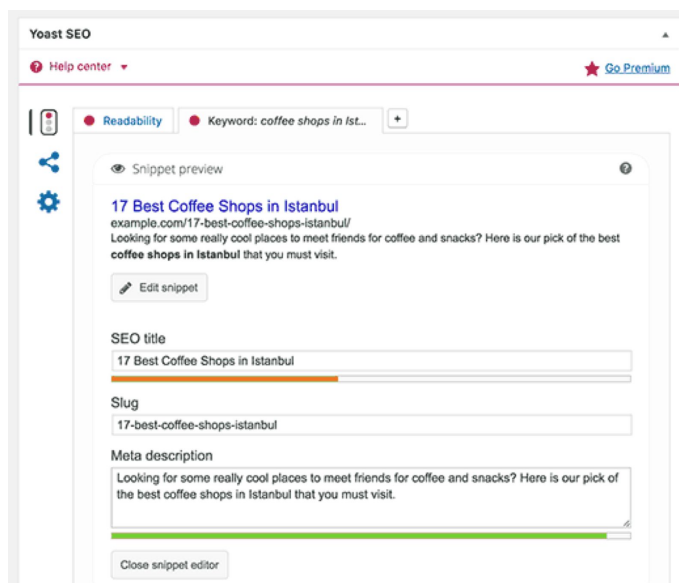 Yoast SEO
Help center
Go Premium
Readability
Keyword: coffee shops in Ist...
+
Snippet preview
17 Best Coffee Shops in Istanbul
example.com/17-best-coffee-shops-istanbul/
Looking for some really cool places to meet friends for coffee and snacks? Here is our pick of the best
coffee shops in Istanbul that you must visit.
Edit snippet
SEO title
17 Best Coffee Shops in Istanbul
Slug
17-best-coffee-shops-istanbul
Meta description
Looking for some really cool places to meet friends for coffee and snacks? Here is our pick of
the best coffee shops in Istanbul that you must visit.
Close snippet editor